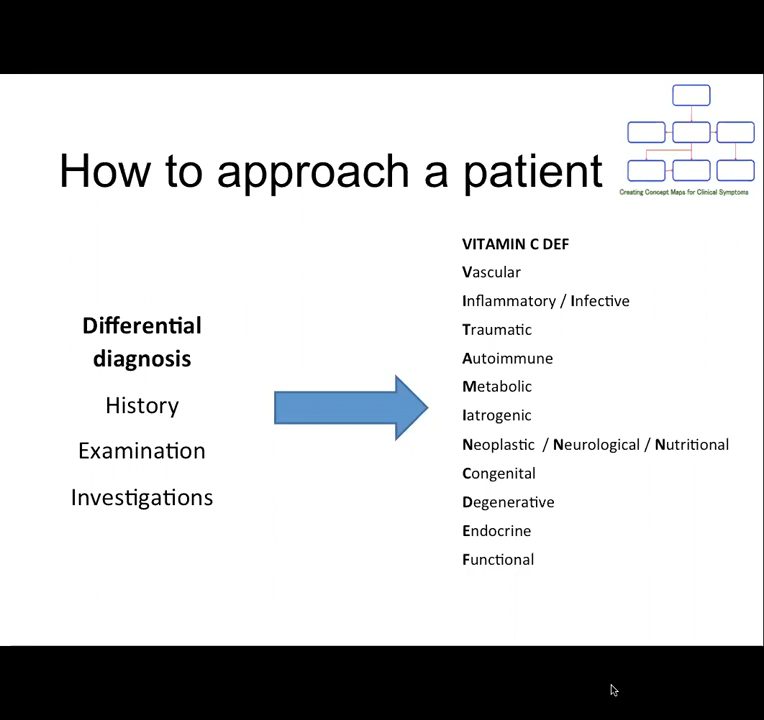 How to approach a patient
Creating Concept Maps for Clinical Symptoms
Differential
diagnosis
History
Examination
Investigations
VITAMIN C DEF
Vascular
Inflammatory / Infective
Traumatic
Autoimmune
Metabolic
Iatrogenic
Neoplastic / Neurological / Nutritional
Congenital
Degenerative
Endocrine
Functional